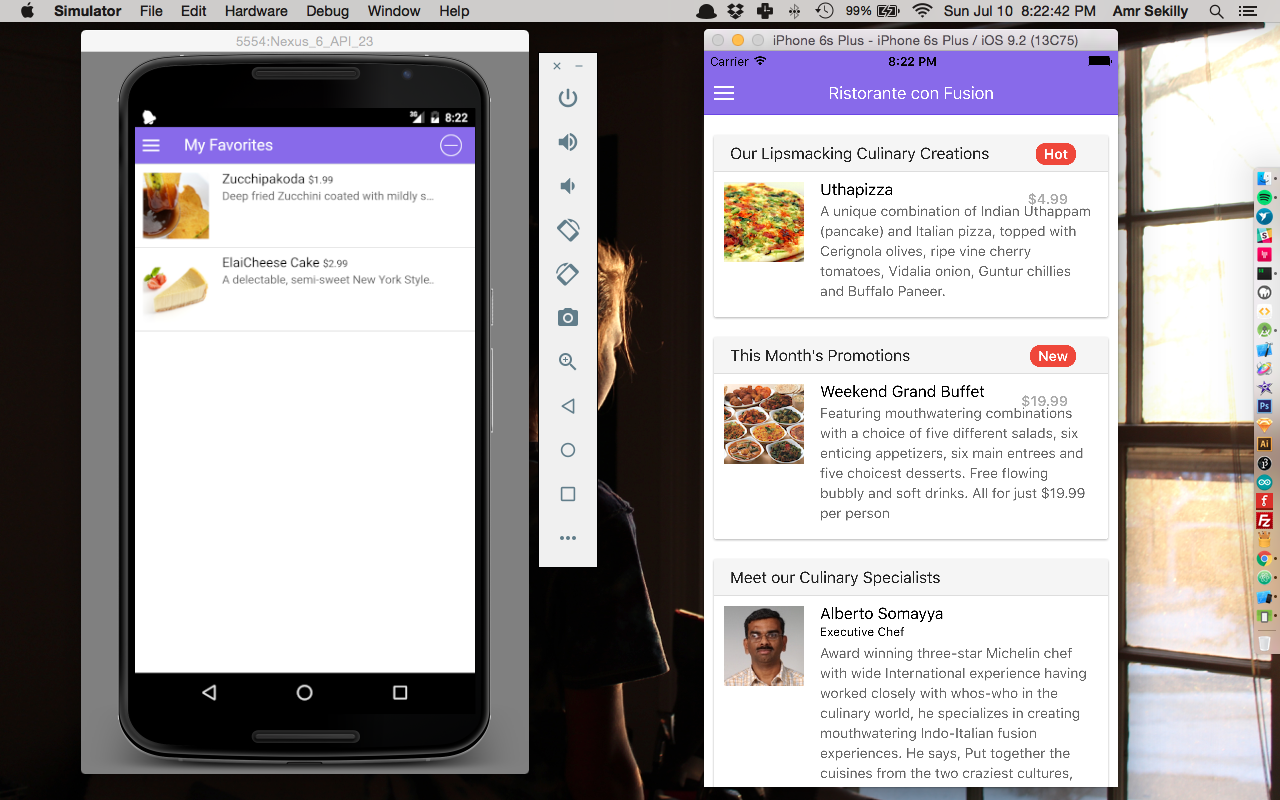 Simulator File Edit Hardware Debug Window Help 99% Sun Jul 10 8:22:42 PM Amr Sekilly
5554:Nexus_6_API_23
3G 8:22
My Favorites
Zucchipakoda $1.99
Deep fried Zucchini coated with mildly s...
ElaiCheese Cake $2.99
A delectable, semi-sweet New York Style..
iPhone 6s Plus - iPhone 6s Plus / iOS 9.2 (13C75)
Carrier 8:22 PM
Ristorante con Fusion
Our Lipsmacking Culinary Creations Hot
Uthapizza
$4.99
A unique combination of Indian Uthappam
(pancake) and Italian pizza, topped with
Cerignola olives, ripe vine cherry
tomatoes, Vidalia onion, Guntur chillies
and Buffalo Paneer.
This Month's Promotions New
Weekend Grand Buffet
$19.99
Featuring mouthwatering combinations
with a choice of five different salads, six
enticing appetizers, six main entrees and
five choicest desserts. Free flowing
bubbly and soft drinks. All for just $19.99
per person
Meet our Culinary Specialists
Alberto Somayya
Executive Chef
Award winning three-star Michelin chef
with wide International experience having
worked closely with whos-who in the
culinary world, he specializes in creating
mouthwatering Indo-Italian fusion
experiences. He says, Put together the
cuisines from the two craziest cultures,
Ps
Ai
Fz